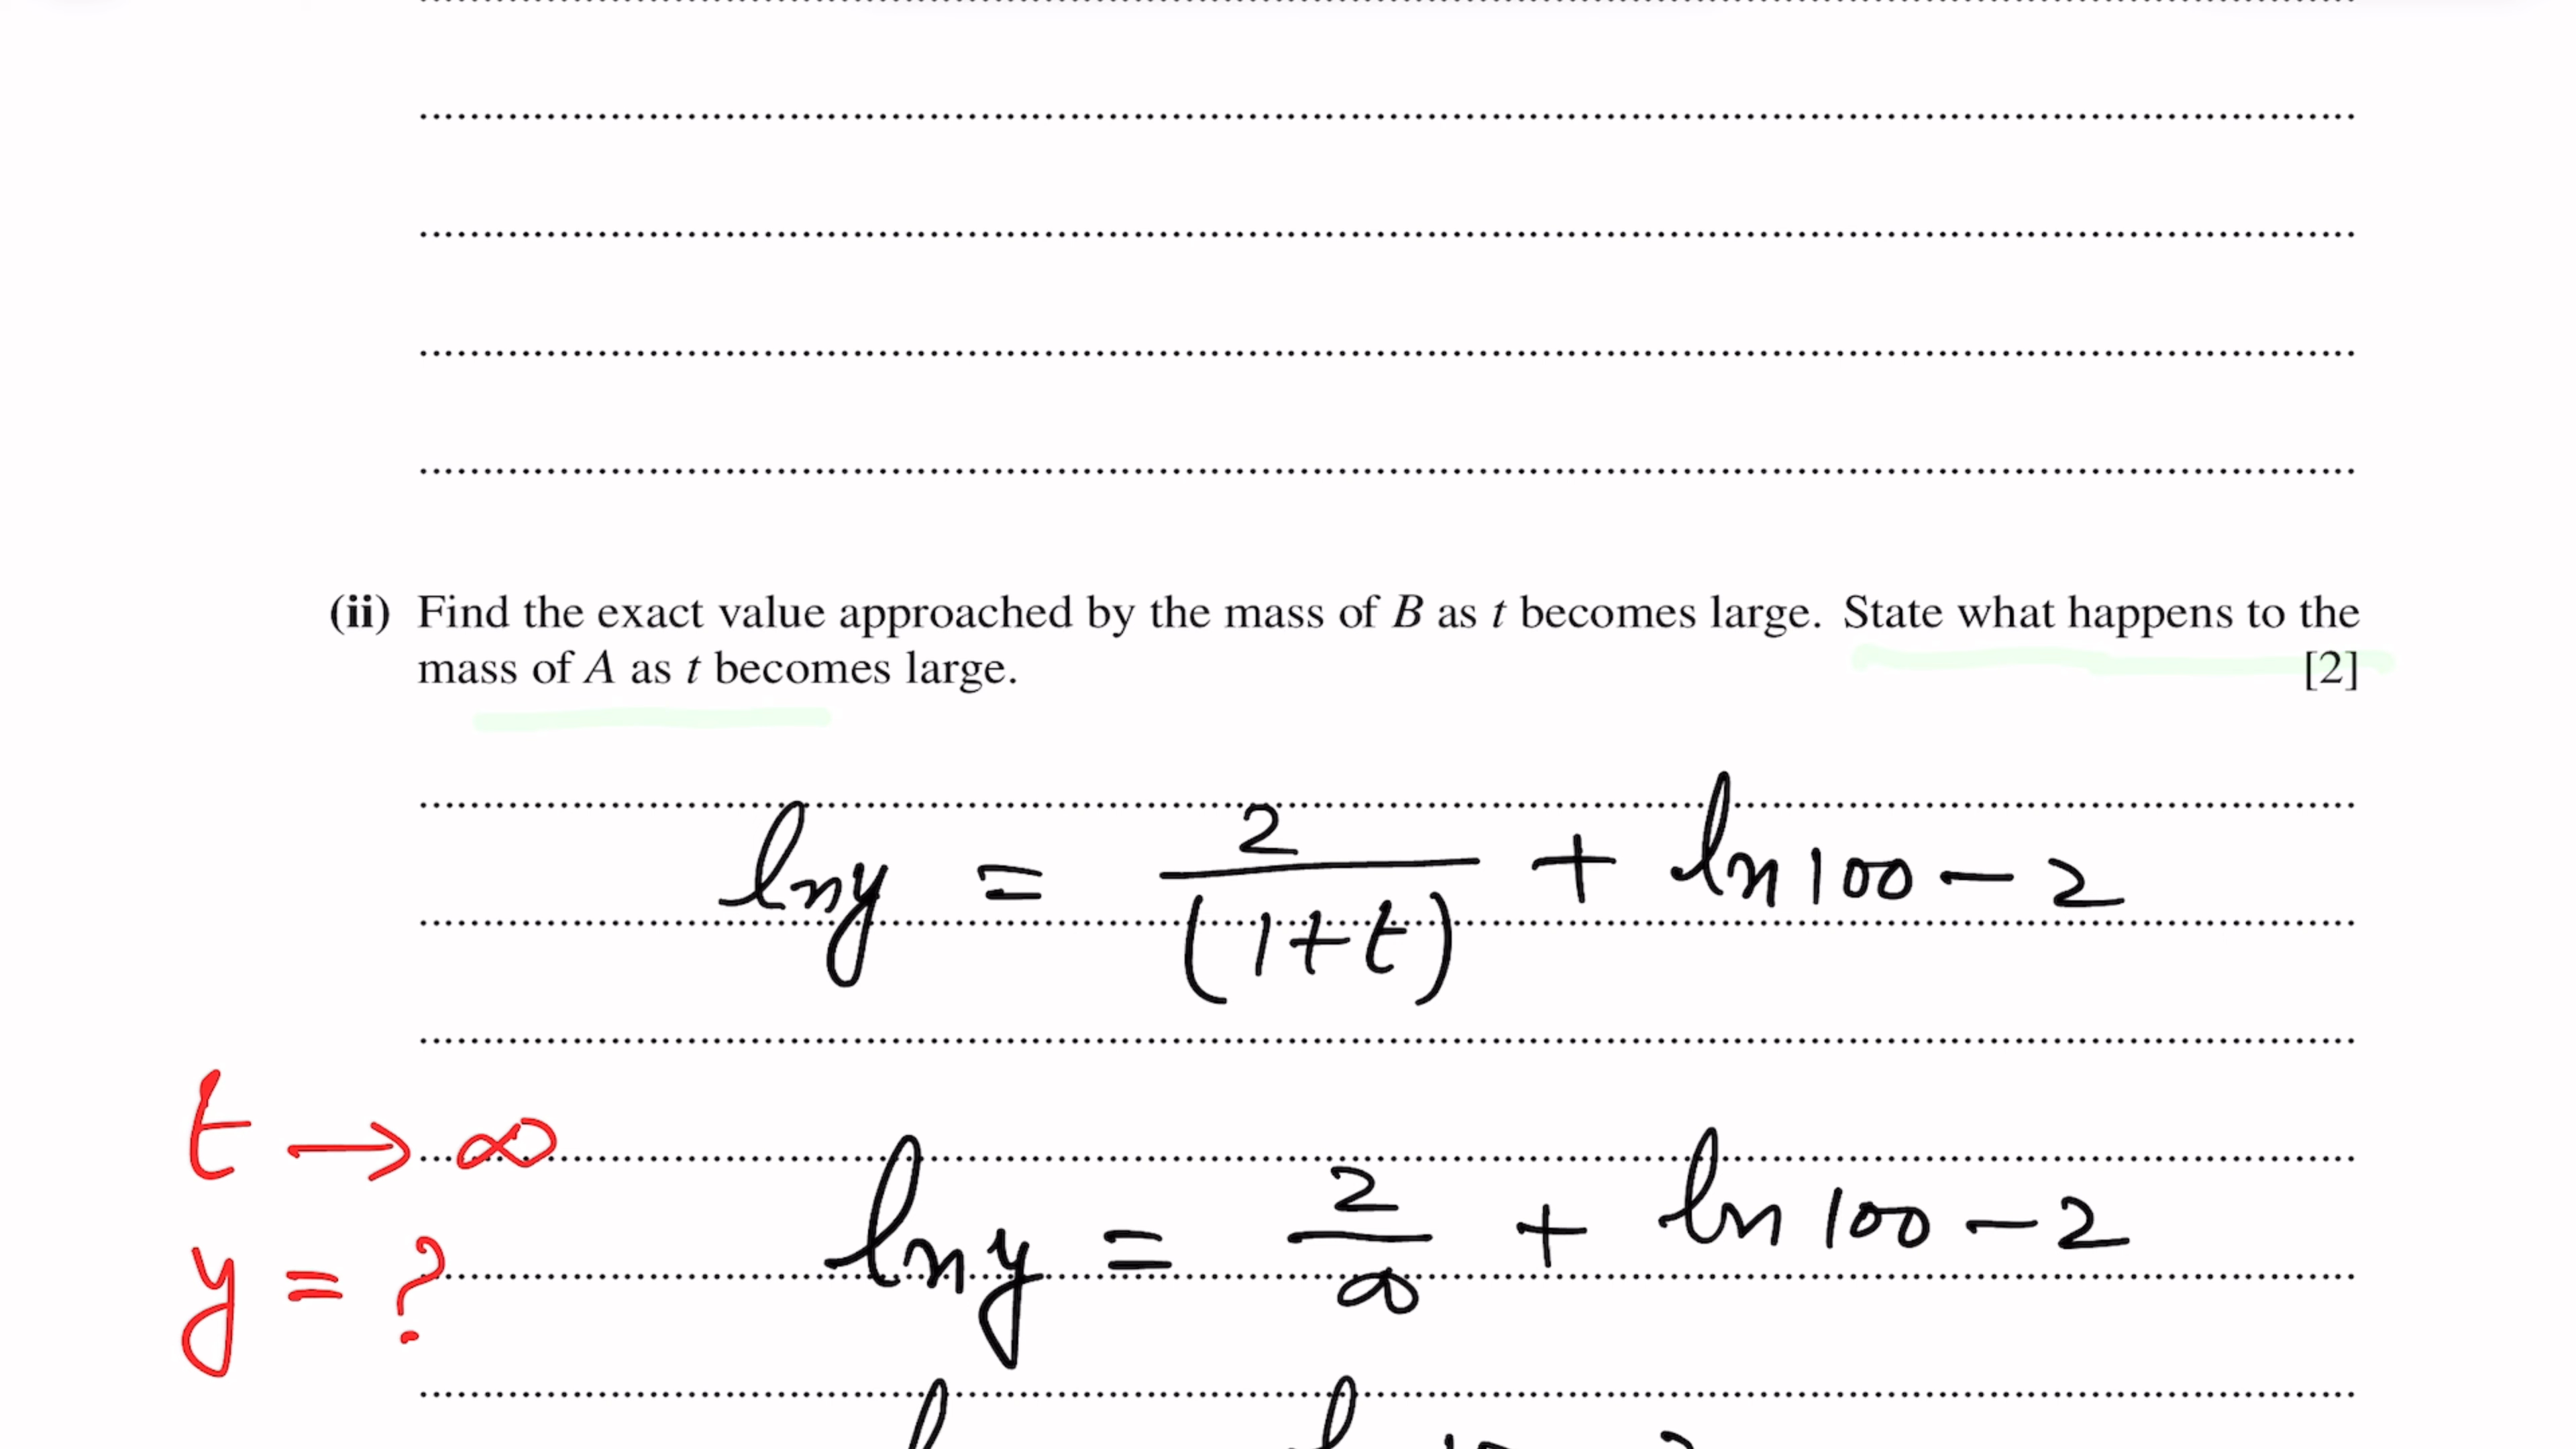 (ii) Find the exact value approached by the mass of B as t becomes large. State what happens to the
mass of A as t becomes large. [2]
ln y = 2/(1+t) + ln 100 − 2
t → ∞
ln y = 2/∞ + ln 100 − 2
y = ?